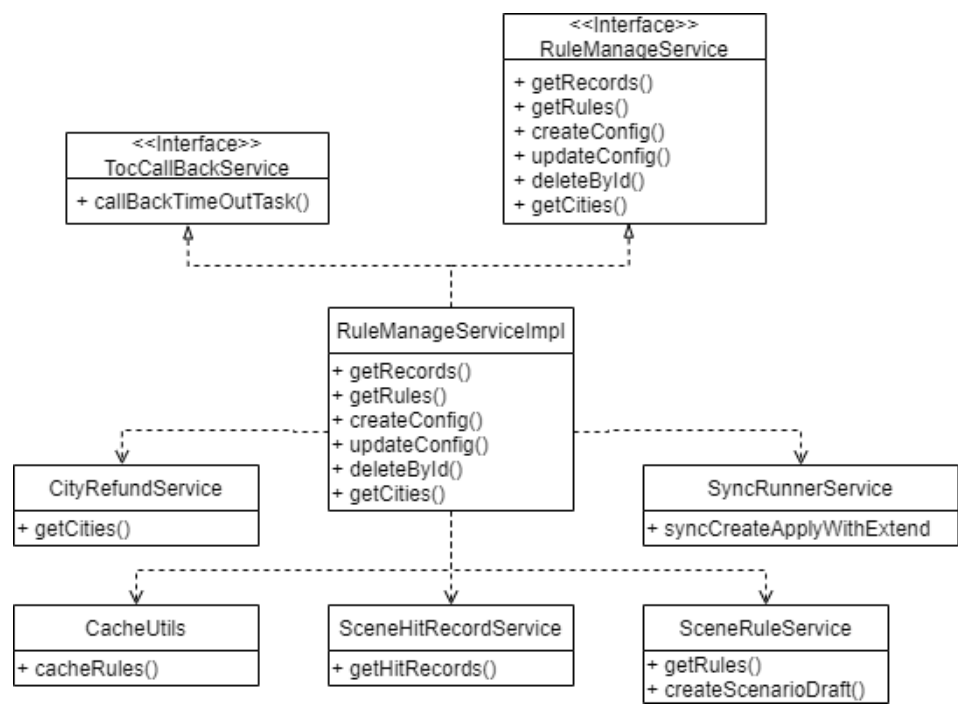 <<Interface>>
RuleManageService
+ getRecords()
+ getRules()
+ createConfig()
+ updateConfig()
+ deleteById()
+ getCities()
<<Interface>>
TocCallBackService
+ callBackTimeOutTask()
RuleManageServiceImpl
+ getRecords()
+ getRules()
+ createConfig()
+ updateConfig()
+ deleteById()
+ getCities()
CityRefundService
+ getCities()
SyncRunnerService
+ syncCreateApplyWithExtend
CacheUtils
+ cacheRules()
SceneHitRecordService
+ getHitRecords()
SceneRuleService
+ getRules()
+ createScenarioDraft()